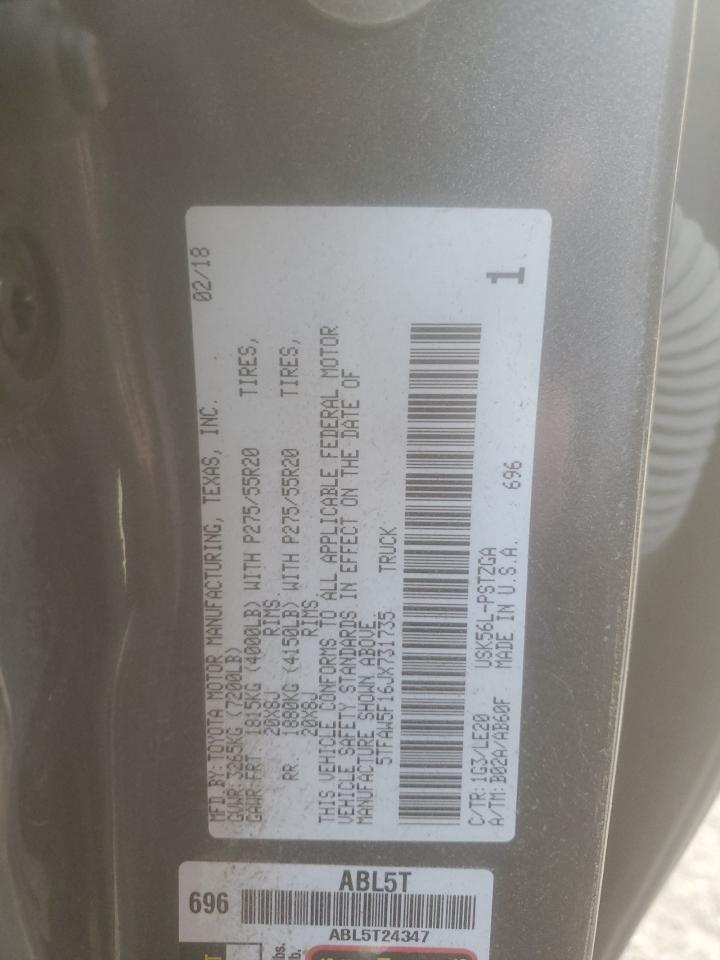 MFD.BY:TOYOTA MOTOR MANUFACTURING, TEXAS, INC. 02/18
GVWR:3265KG (7200LB)
GAWR:FRT. 1815KG (4000LB) WITH P275/55R20 TIRES,
20X8J RIMS.
RR. 1880KG (4150LB) WITH P275/55R20 TIRES,
20X8J RIMS.
THIS VEHICLE CONFORMS TO ALL APPLICABLE FEDERAL MOTOR
VEHICLE SAFETY STANDARDS IN EFFECT ON THE DATE OF
MANUFACTURE SHOWN ABOVE.
5TFAW5F16JX731735 TRUCK
C/TR:1G3/LE20 USK56L-PSTZGA 696
A/TM:B02A/AB60F MADE IN U.S.A. 1
696 ABL5T
ABL5T24347